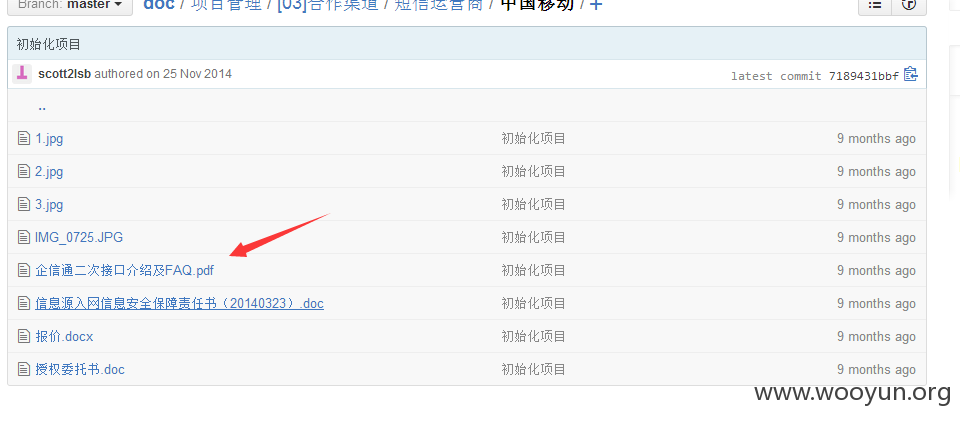 Branch: master doc / 项目管理 / [03]合作渠道 / 短信运营商 / 中国移动 / +
初始化项目
scott2lsb authored on 25 Nov 2014 latest commit 7189431bbf
..
1.jpg 初始化项目 9 months ago
2.jpg 初始化项目 9 months ago
3.jpg 初始化项目 9 months ago
IMG_0725.JPG 初始化项目 9 months ago
企信通二次接口介绍及FAQ.pdf 初始化项目 9 months ago
信息源入网信息安全保障责任书（20140323）.doc 初始化项目 9 months ago
报价.docx 初始化项目 9 months ago
授权委托书.doc 初始化项目 9 months ago
www.wooyun.org